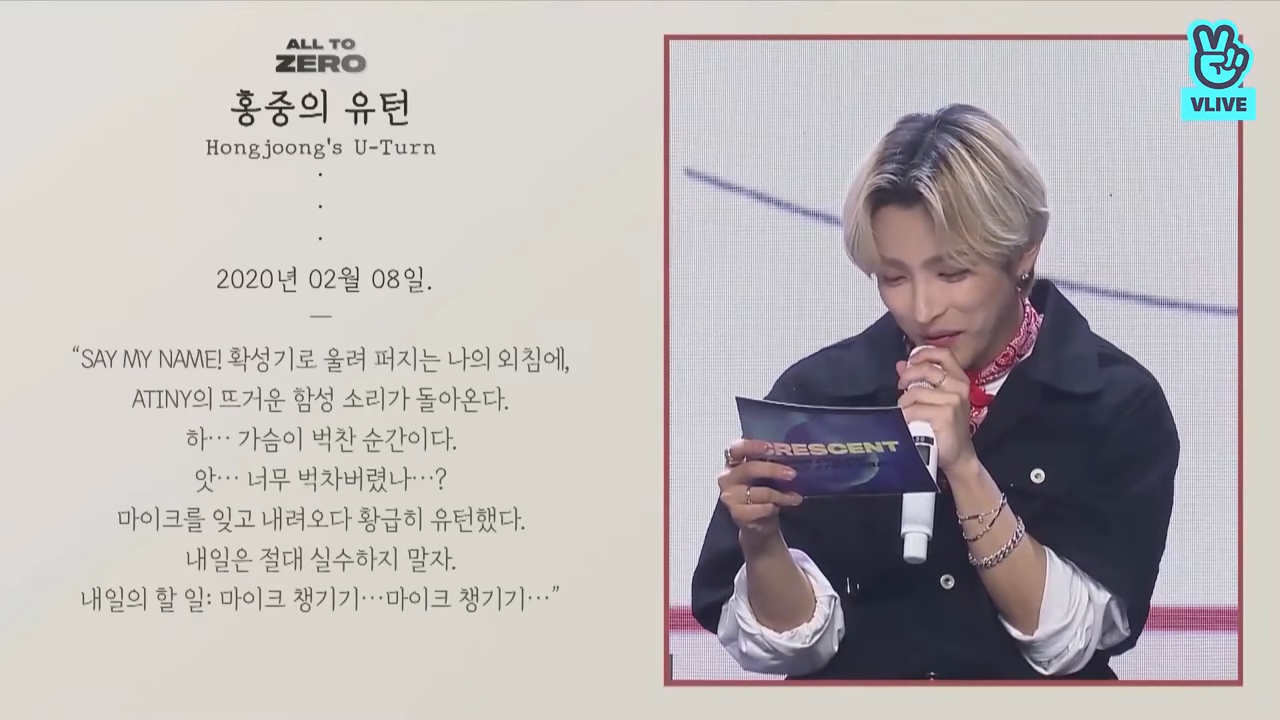 ALL TO
ZERO
홍중의 유턴
Hongjoong's U-Turn
2020년 02월 08일.
“SAY MY NAME! 확성기로 울려 퍼지는 나의 외침에,
ATINY의 뜨거운 함성 소리가 돌아온다.
하… 가슴이 벅찬 순간이다.
앗… 너무 벅차버렸나…?
마이크를 잊고 내려오다 황급히 유턴했다.
내일은 절대 실수하지 말자.
내일의 할 일: 마이크 챙기기…마이크 챙기기…”
VLIVE
CRESCENT